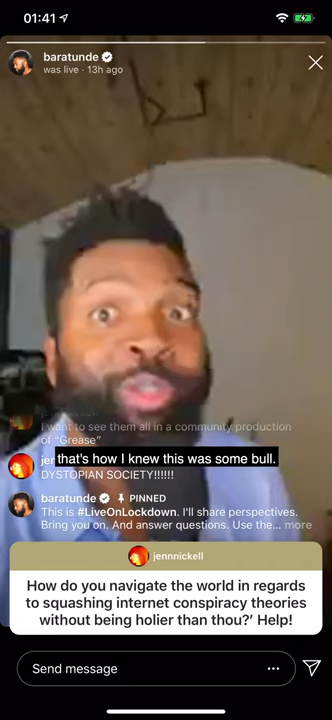 01:41
baratunde
was live · 13h ago
I want to see them all in a community production
of "Grease"
that's how I knew this was some bull.
DYSTOPIAN SOCIETY!!!!!!
baratunde PINNED
This is #LiveOnLockdown. I'll share perspectives.
Bring you on. And answer questions. Use the... more
jennnickell
How do you navigate the world in regards
to squashing internet conspiracy theories
without being holier than thou?' Help!
Send message